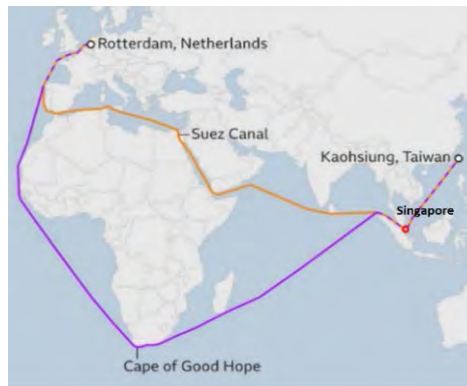 Rotterdam, Netherlands
Suez Canal
Kaohsiung, Taiwan
Singapore
Cape of Good Hope